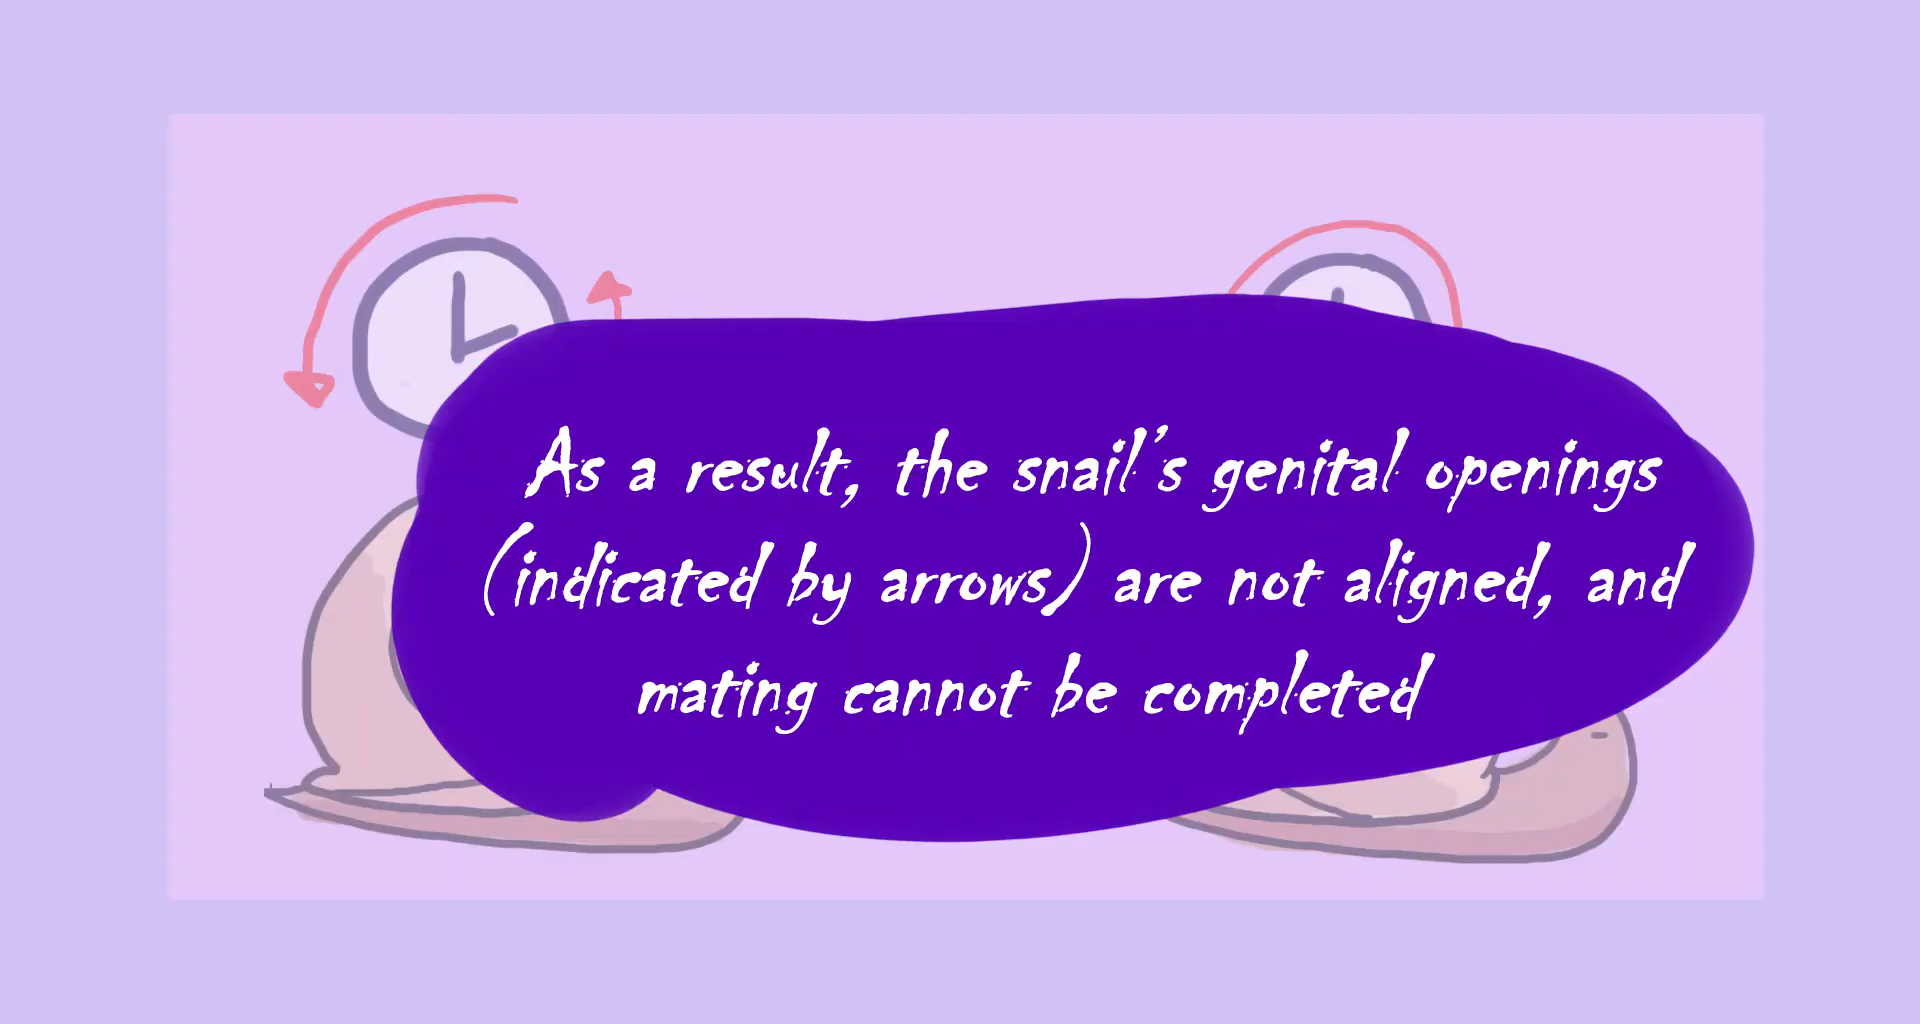 As a result, the snail's genital openings
(indicated by arrows) are not aligned, and
mating cannot be completed